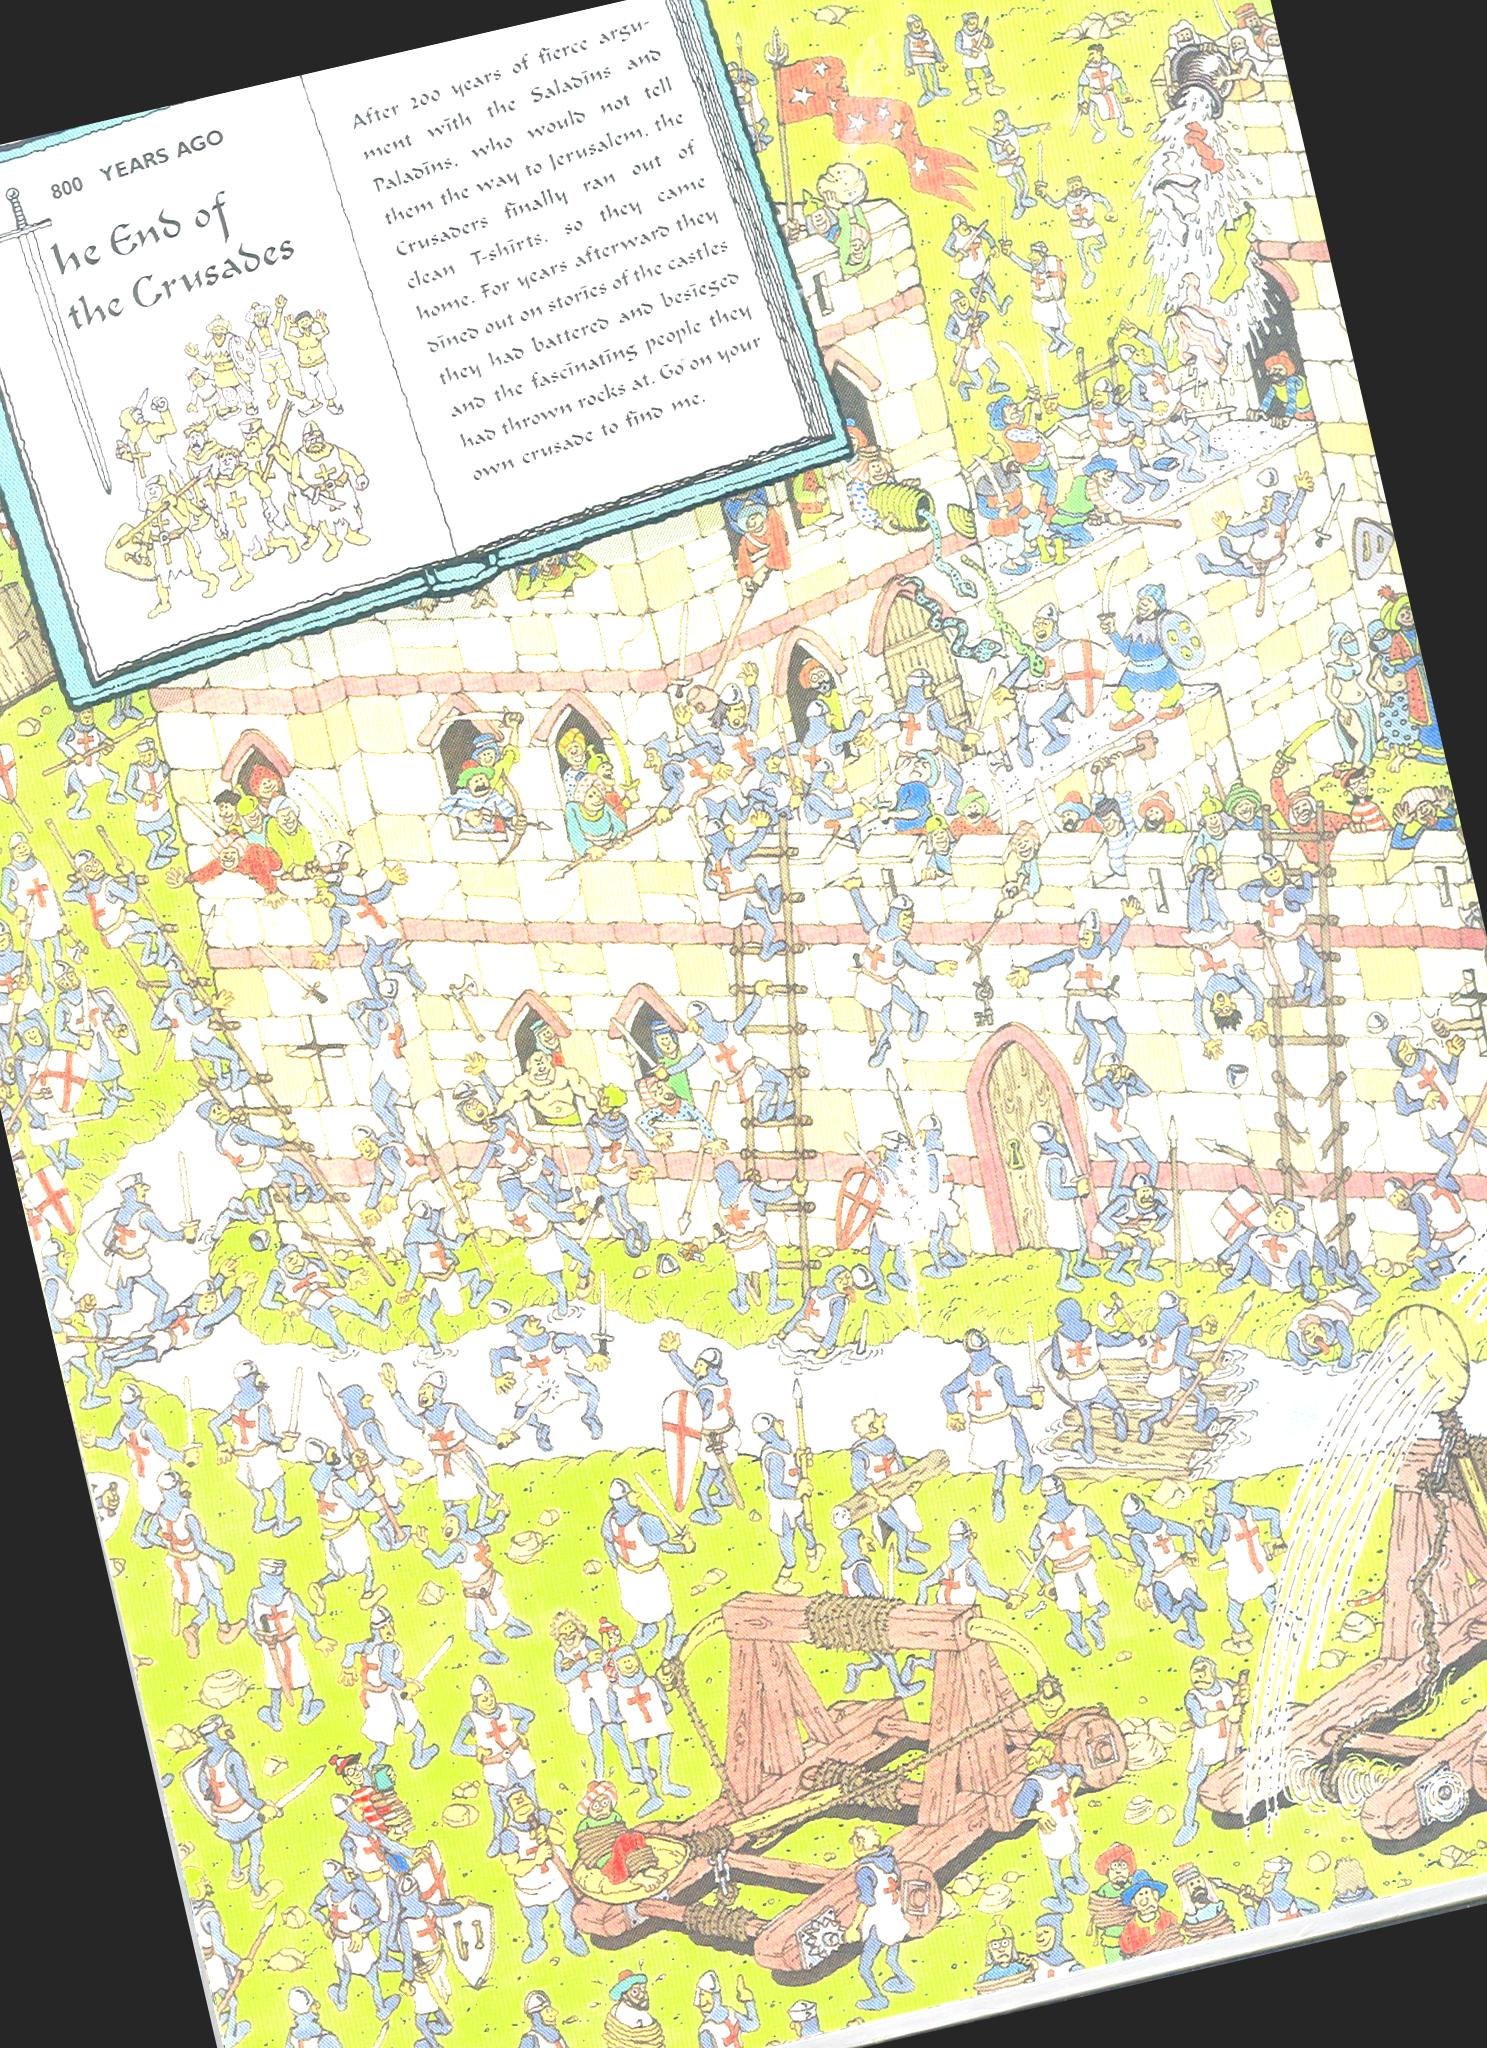 800 YEARS AGO
he End of
the Crusades
After 200 years of fierce argu-
ment with the Saladins and
Paladins, who would not tell
them the way to Jerusalem, the
Crusaders finally ran out of
clean T-shirts, so they came
home. For years afterward they
dined out on stories of the castles
they had battered and besieged
and the fascinating people they
had thrown rocks at. Go on your
own crusade to find me.